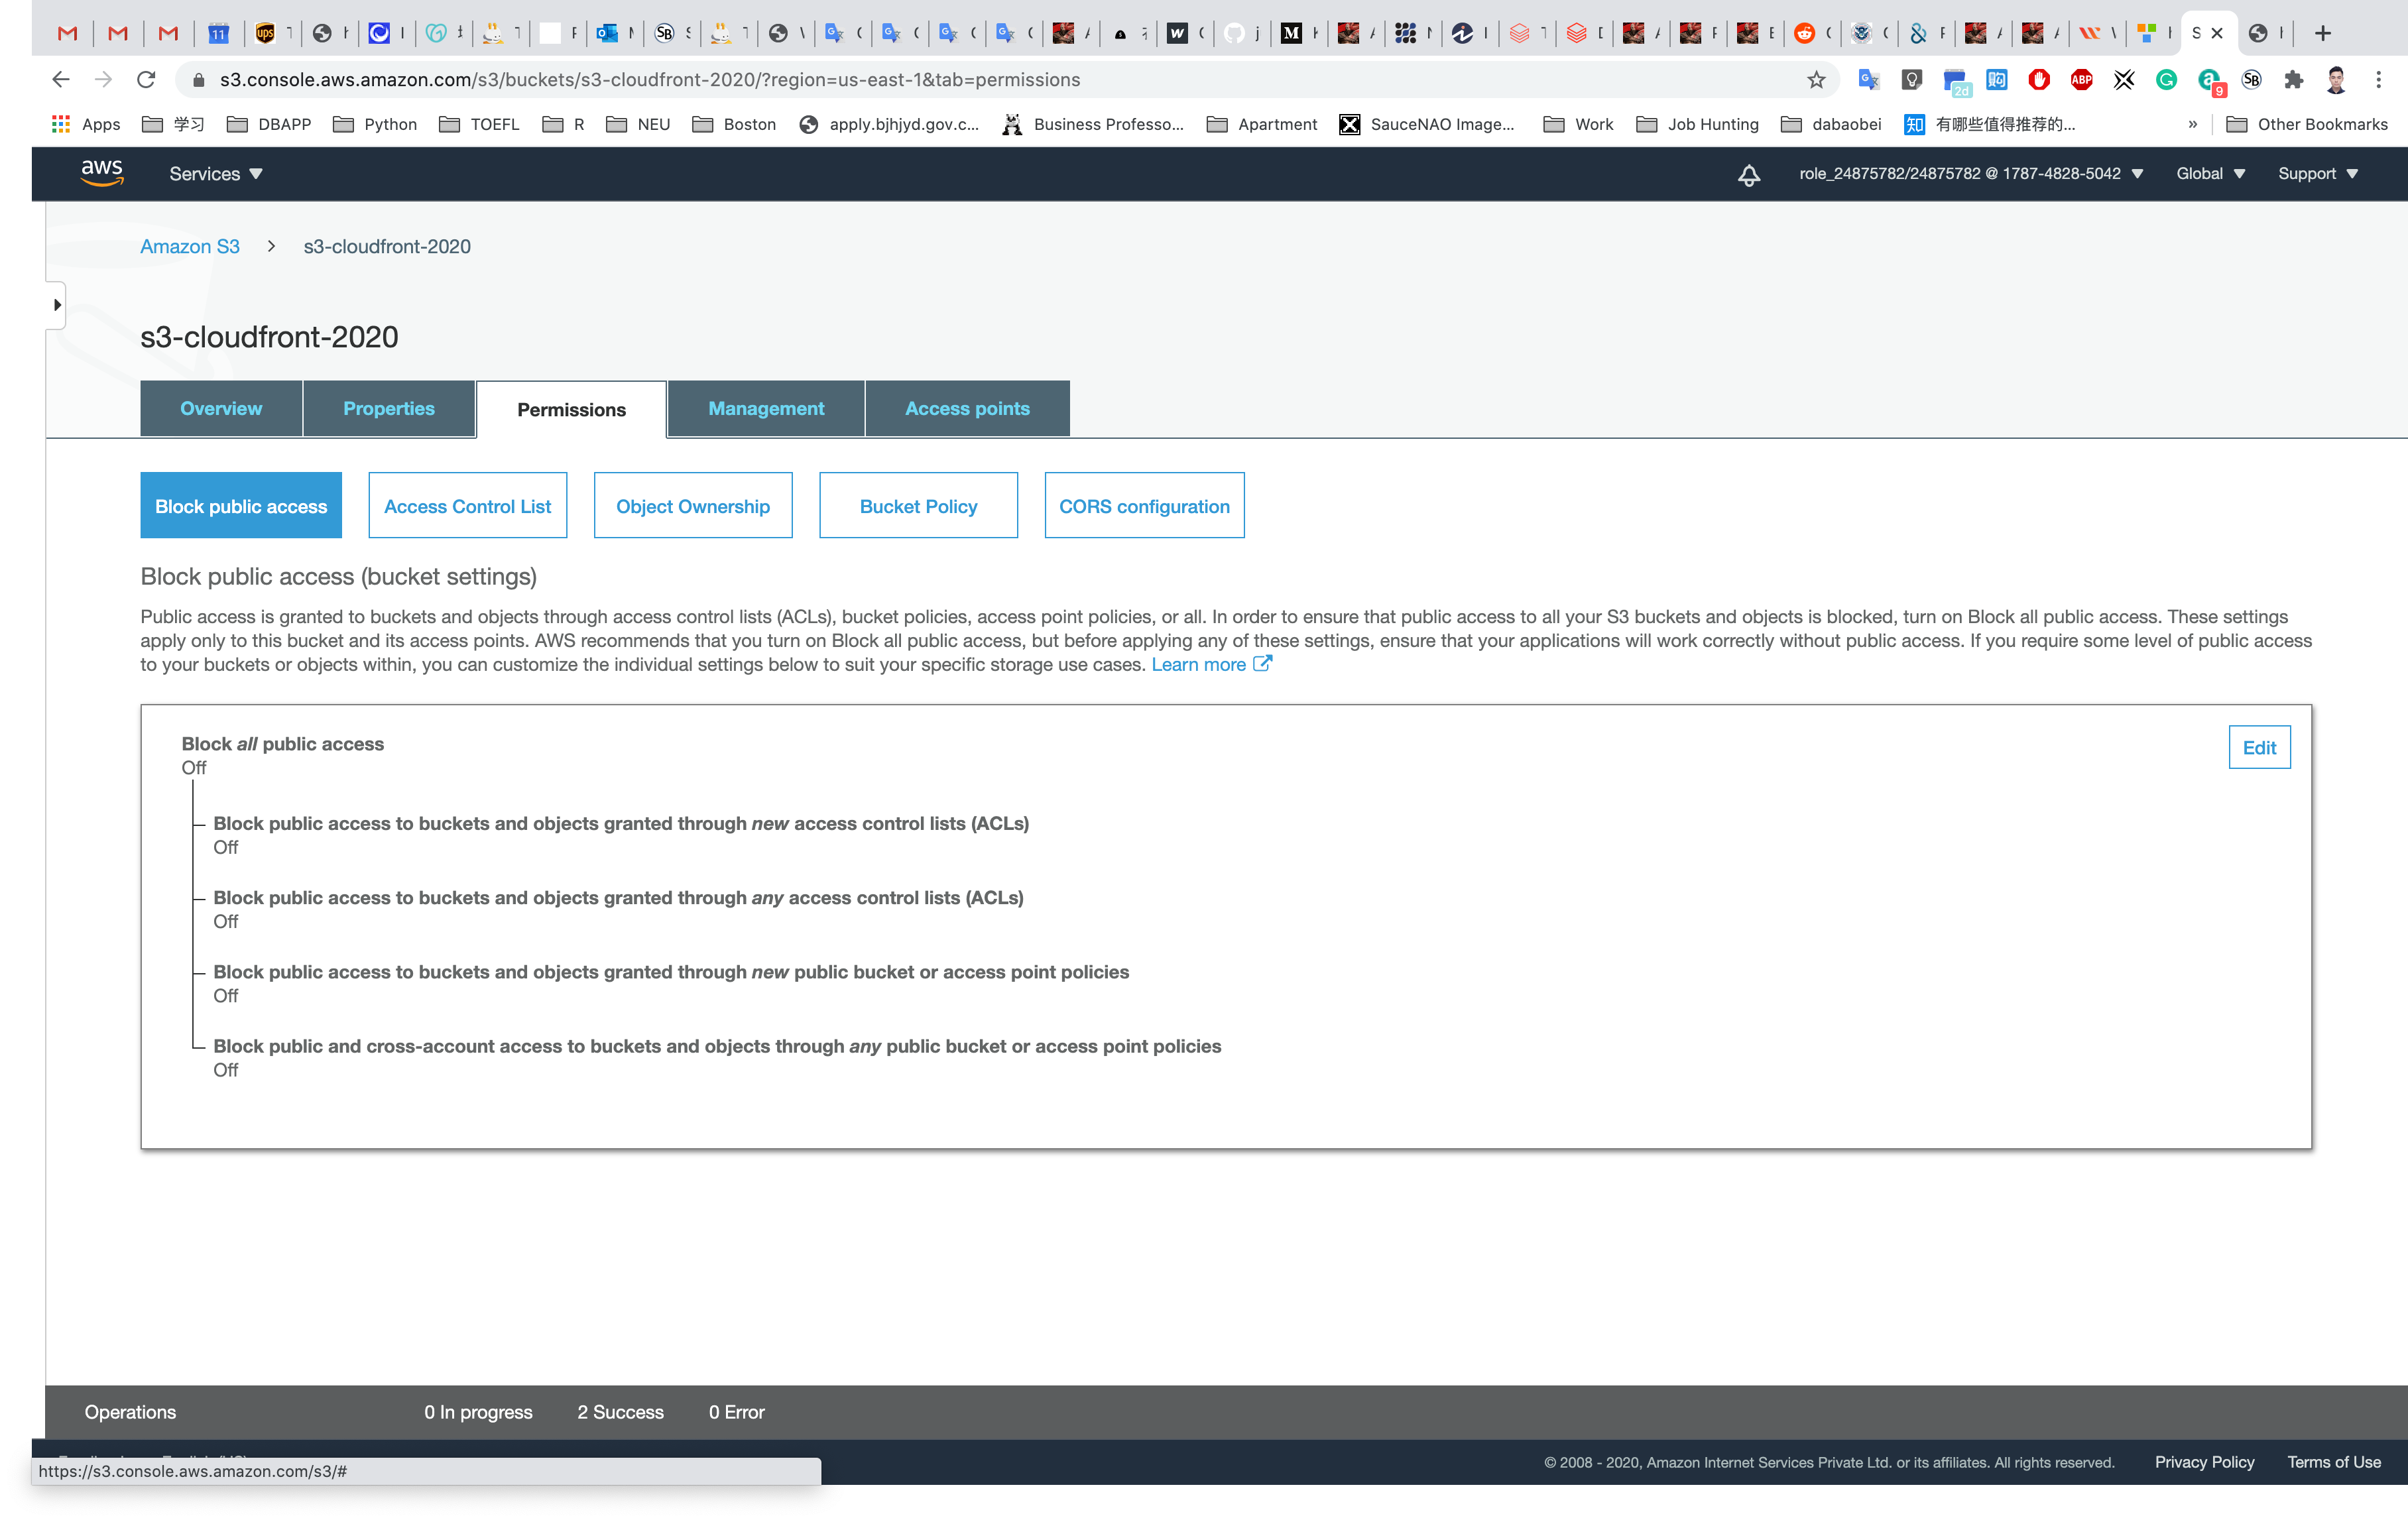 11
s3.console.aws.amazon.com/s3/buckets/s3-cloudfront-2020/?region=us-east-1&tab=permissions
2d
ABP
9
SB
Apps
学习
DBAPP
Python
TOEFL
R
NEU
Boston
apply.bjhjyd.gov.c...
Business Professo...
Apartment
SauceNAO Image...
Work
Job Hunting
dabaobei
有哪些值得推荐的...
»
Other Bookmarks
aws
Services
role_24875782/24875782 @ 1787-4828-5042
Global
Support
Amazon S3 > s3-cloudfront-2020
s3-cloudfront-2020
Overview
Properties
Permissions
Management
Access points
Block public access
Access Control List
Object Ownership
Bucket Policy
CORS configuration
Block public access (bucket settings)
Public access is granted to buckets and objects through access control lists (ACLs), bucket policies, access point policies, or all. In order to ensure that public access to all your S3 buckets and objects is blocked, turn on Block all public access. These settings
apply only to this bucket and its access points. AWS recommends that you turn on Block all public access, but before applying any of these settings, ensure that your applications will work correctly without public access. If you require some level of public access
to your buckets or objects within, you can customize the individual settings below to suit your specific storage use cases. Learn more
Block all public access
Off
Edit
Block public access to buckets and objects granted through new access control lists (ACLs)
Off
Block public access to buckets and objects granted through any access control lists (ACLs)
Off
Block public access to buckets and objects granted through new public bucket or access point policies
Off
Block public and cross-account access to buckets and objects through any public bucket or access point policies
Off
Operations
0 In progress
2 Success
0 Error
https://s3.console.aws.amazon.com/s3/#
© 2008 - 2020, Amazon Internet Services Private Ltd. or its affiliates. All rights reserved.
Privacy Policy
Terms of Use